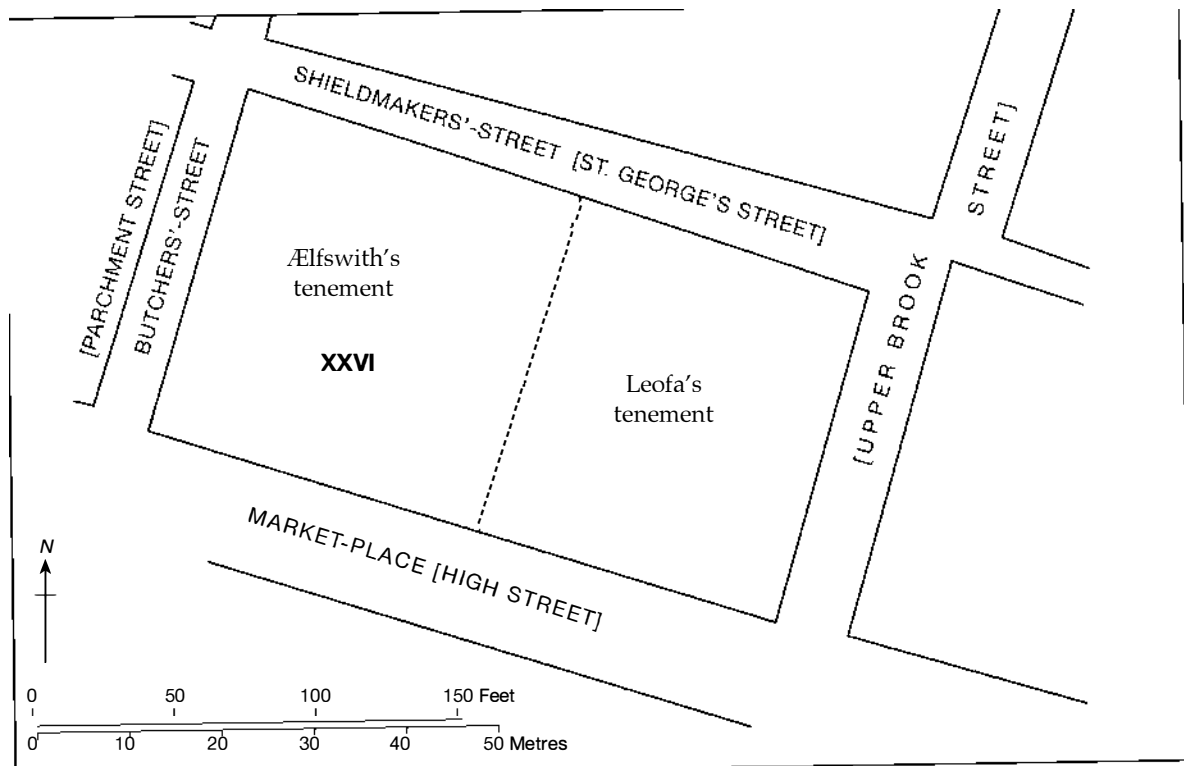 SHIELDMAKERS'-STREET [ST. GEORGE'S STREET]
[PARCHMENT STREET]
BUTCHERS'-STREET
[UPPER BROOK STREET]
Ælfswith's
tenement
XXVI
Leofa's
tenement
MARKET-PLACE [HIGH STREET]
N
0 50 100 150 Feet
0 10 20 30 40 50 Metres